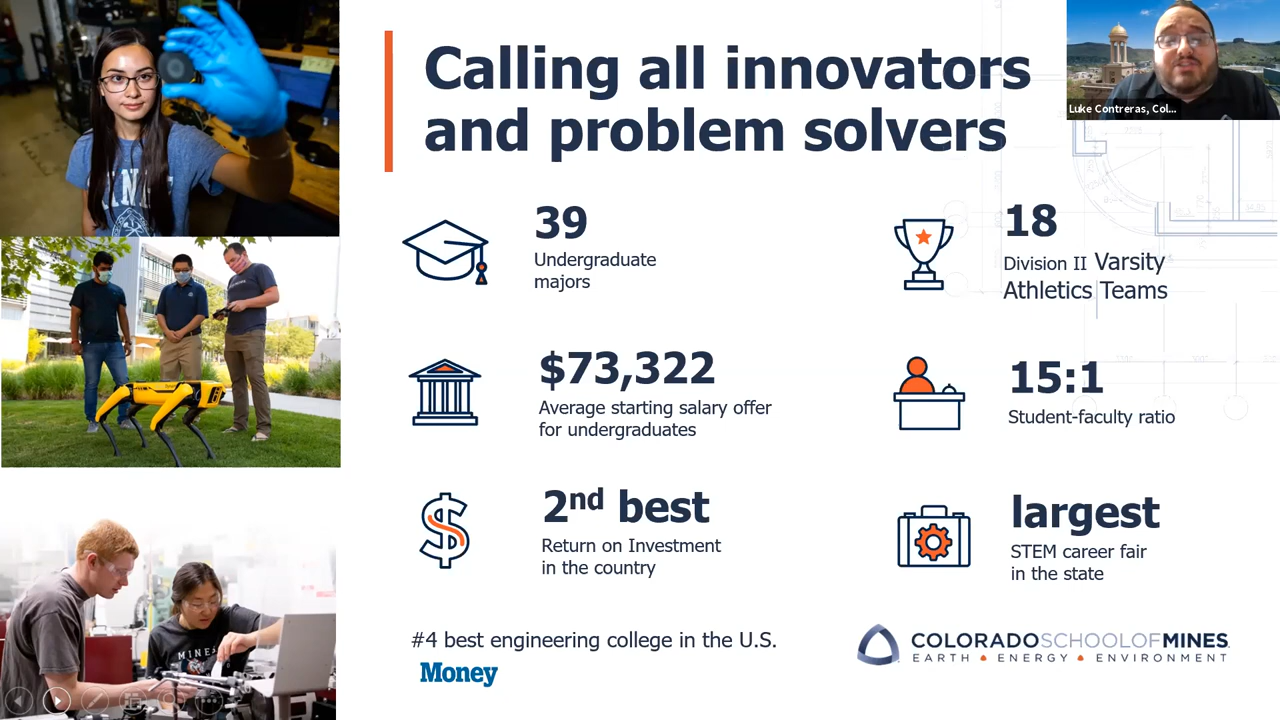 Calling all innovators
and problem solvers
Luke Contreras, Col...
39
Undergraduate
majors
18
Division II Varsity
Athletics Teams
$73,322
Average starting salary offer
for undergraduates
15:1
Student-faculty ratio
2nd best
Return on Investment
in the country
largest
STEM career fair
in the state
#4 best engineering college in the U.S.
Money
COLORADOSCHOOLOFMINES
EARTH ENERGY ENVIRONMENT
MINES